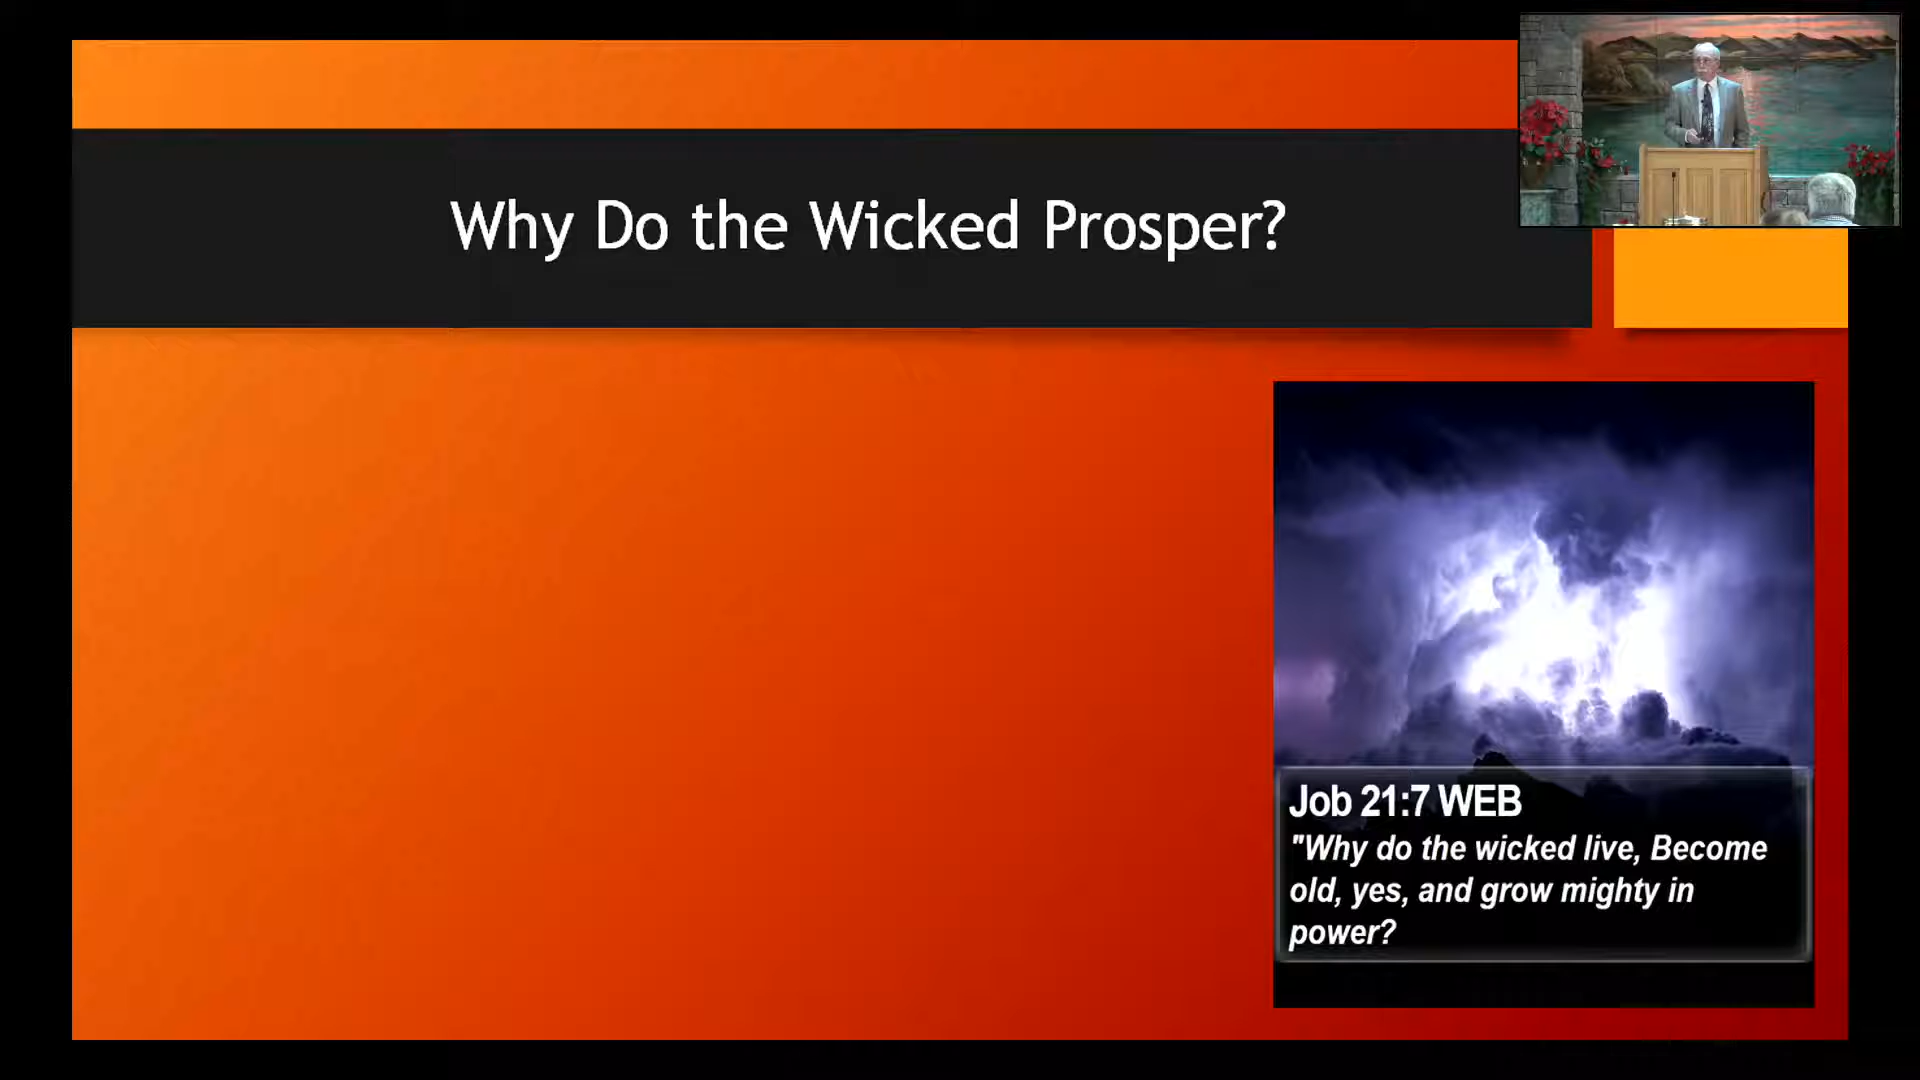 Why Do the Wicked Prosper?
Job 21:7 WEB
"Why do the wicked live, Become
old, yes, and grow mighty in
power?